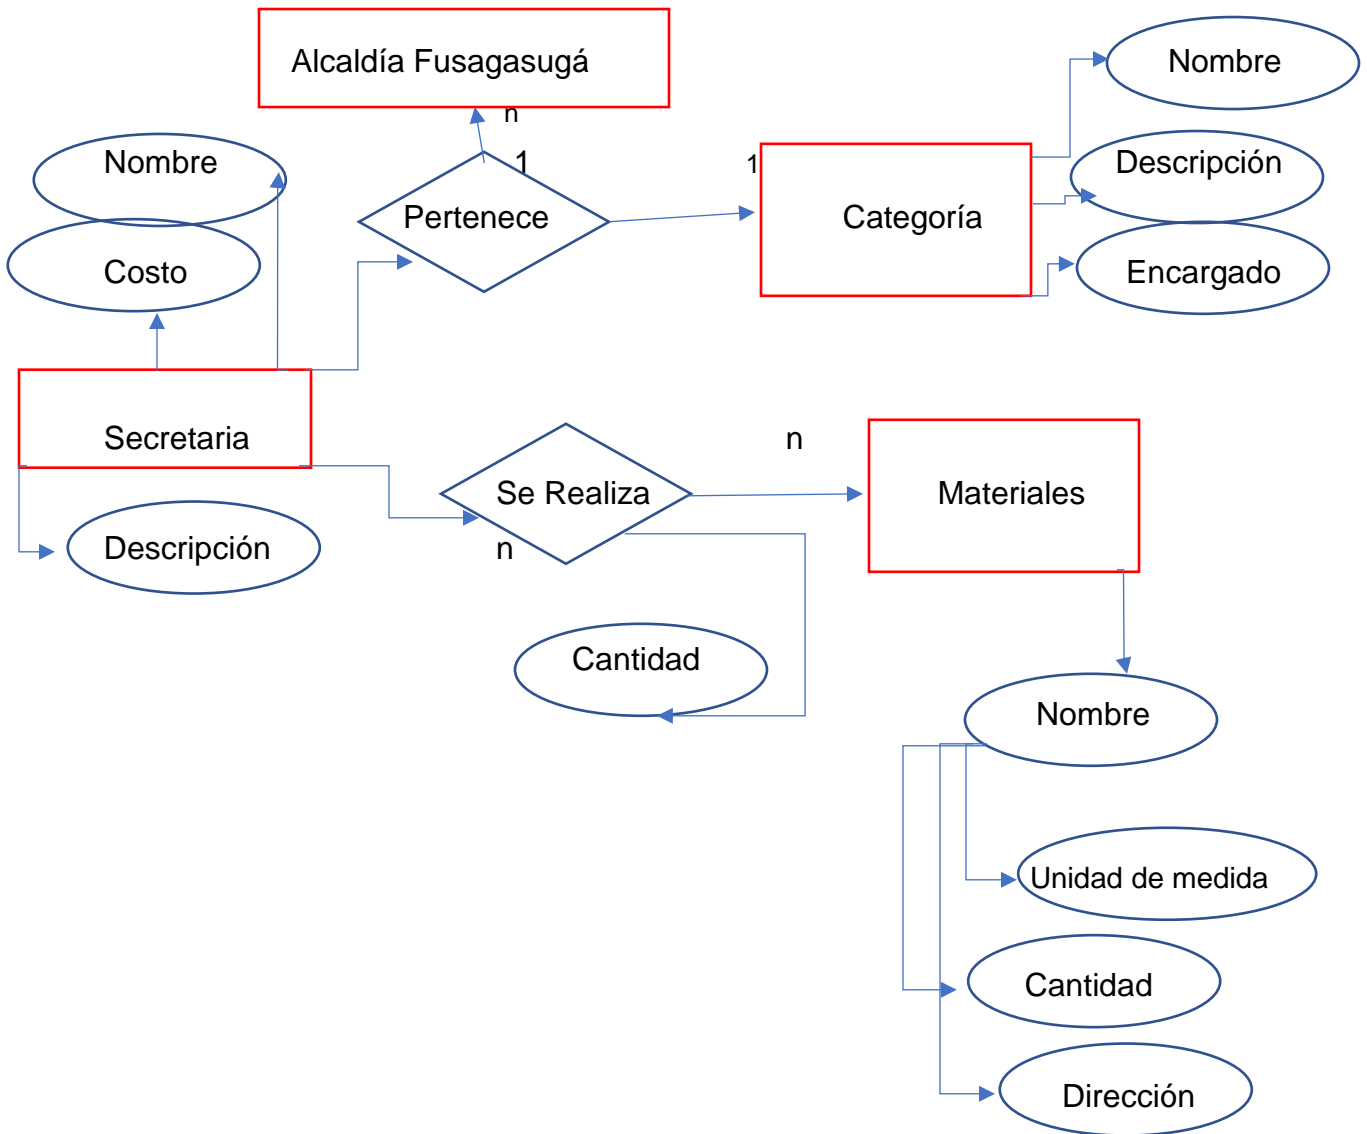 Alcaldía Fusagasugá
Nombre
n
Nombre
1
1
Descripción
Pertenece
Categoría
Costo
Encargado
Secretaria
n
Se Realiza
Materiales
Descripción
n
Cantidad
Nombre
Unidad de medida
Cantidad
Dirección